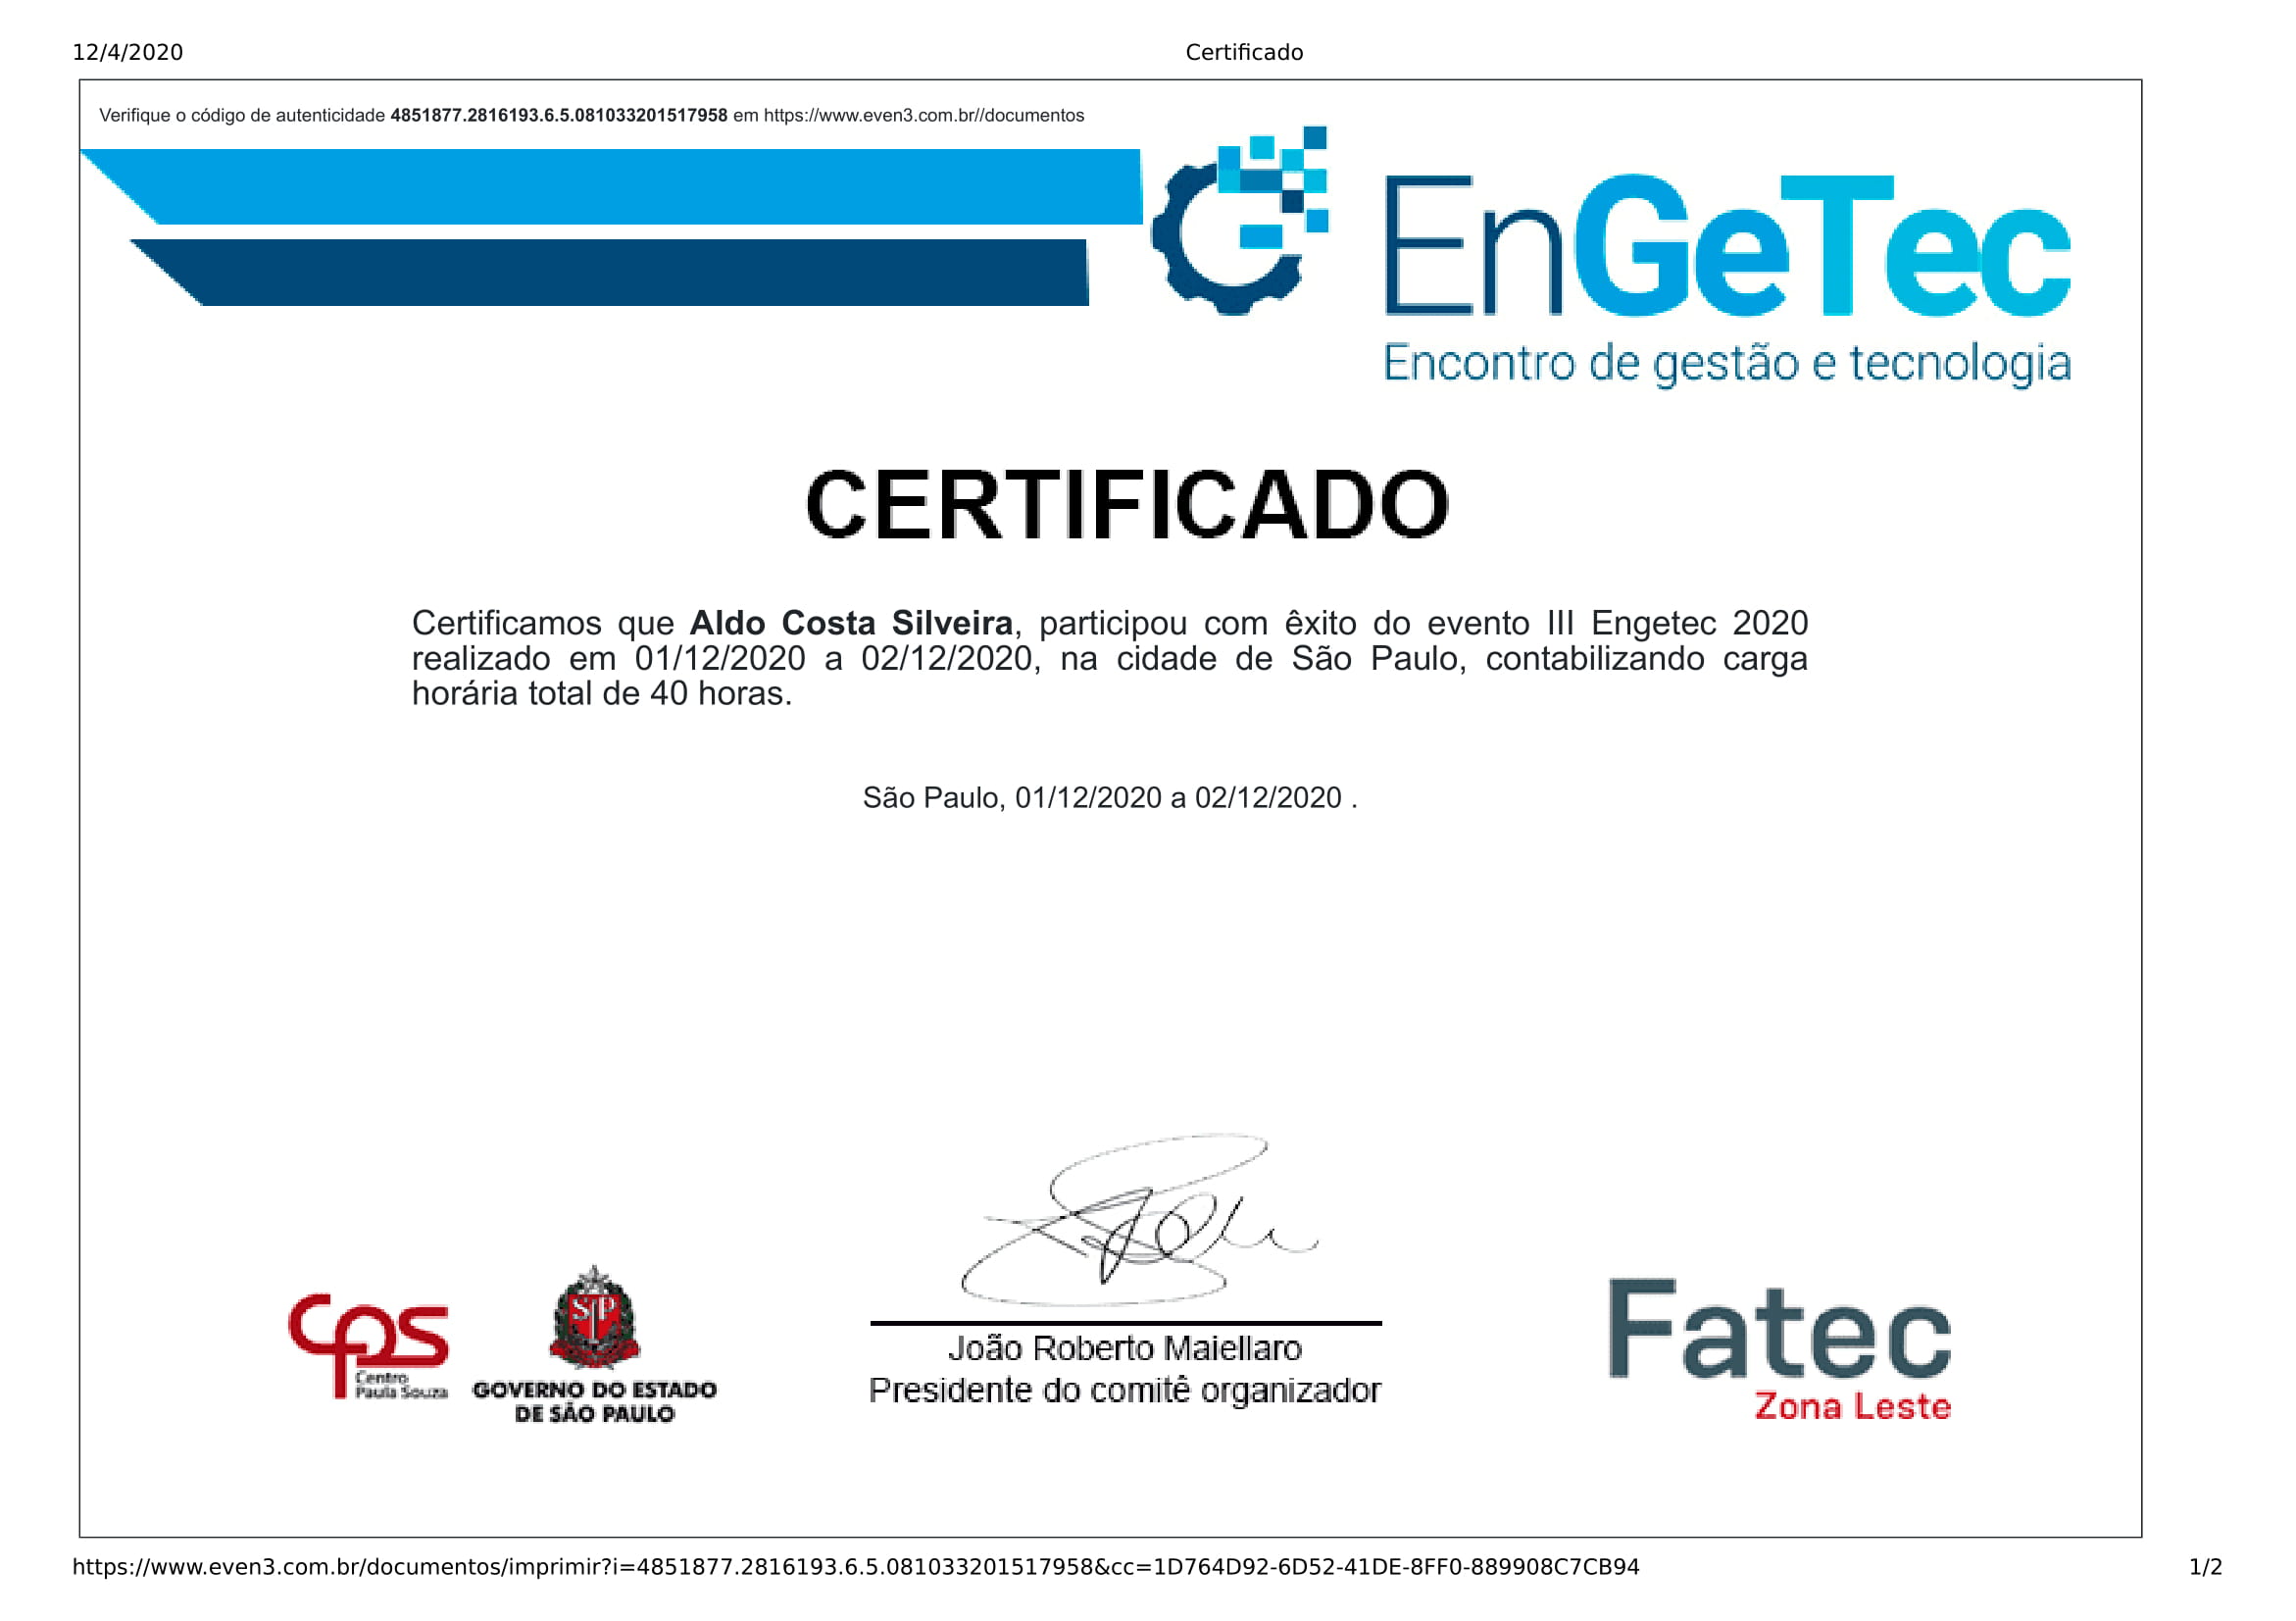 12/4/2020 Certificado
Verifique o código de autenticidade 4851877.2816193.6.5.081033201517958 em https://www.even3.com.br//documentos
EnGeTec
Encontro de gestão e tecnologia
CERTIFICADO
Certificamos que Aldo Costa Silveira, participou com êxito do evento III Engetec 2020
realizado em 01/12/2020 a 02/12/2020, na cidade de São Paulo, contabilizando carga
horária total de 40 horas.
São Paulo, 01/12/2020 a 02/12/2020 .
cps
Centro
Paula Souza
SP
GOVERNO DO ESTADO
DE SÃO PAULO
João Roberto Maiellaro
Presidente do comitê organizador
Fatec
Zona Leste
https://www.even3.com.br/documentos/imprimir?i=4851877.2816193.6.5.081033201517958&cc=1D764D92-6D52-41DE-8FF0-889908C7CB94 1/2